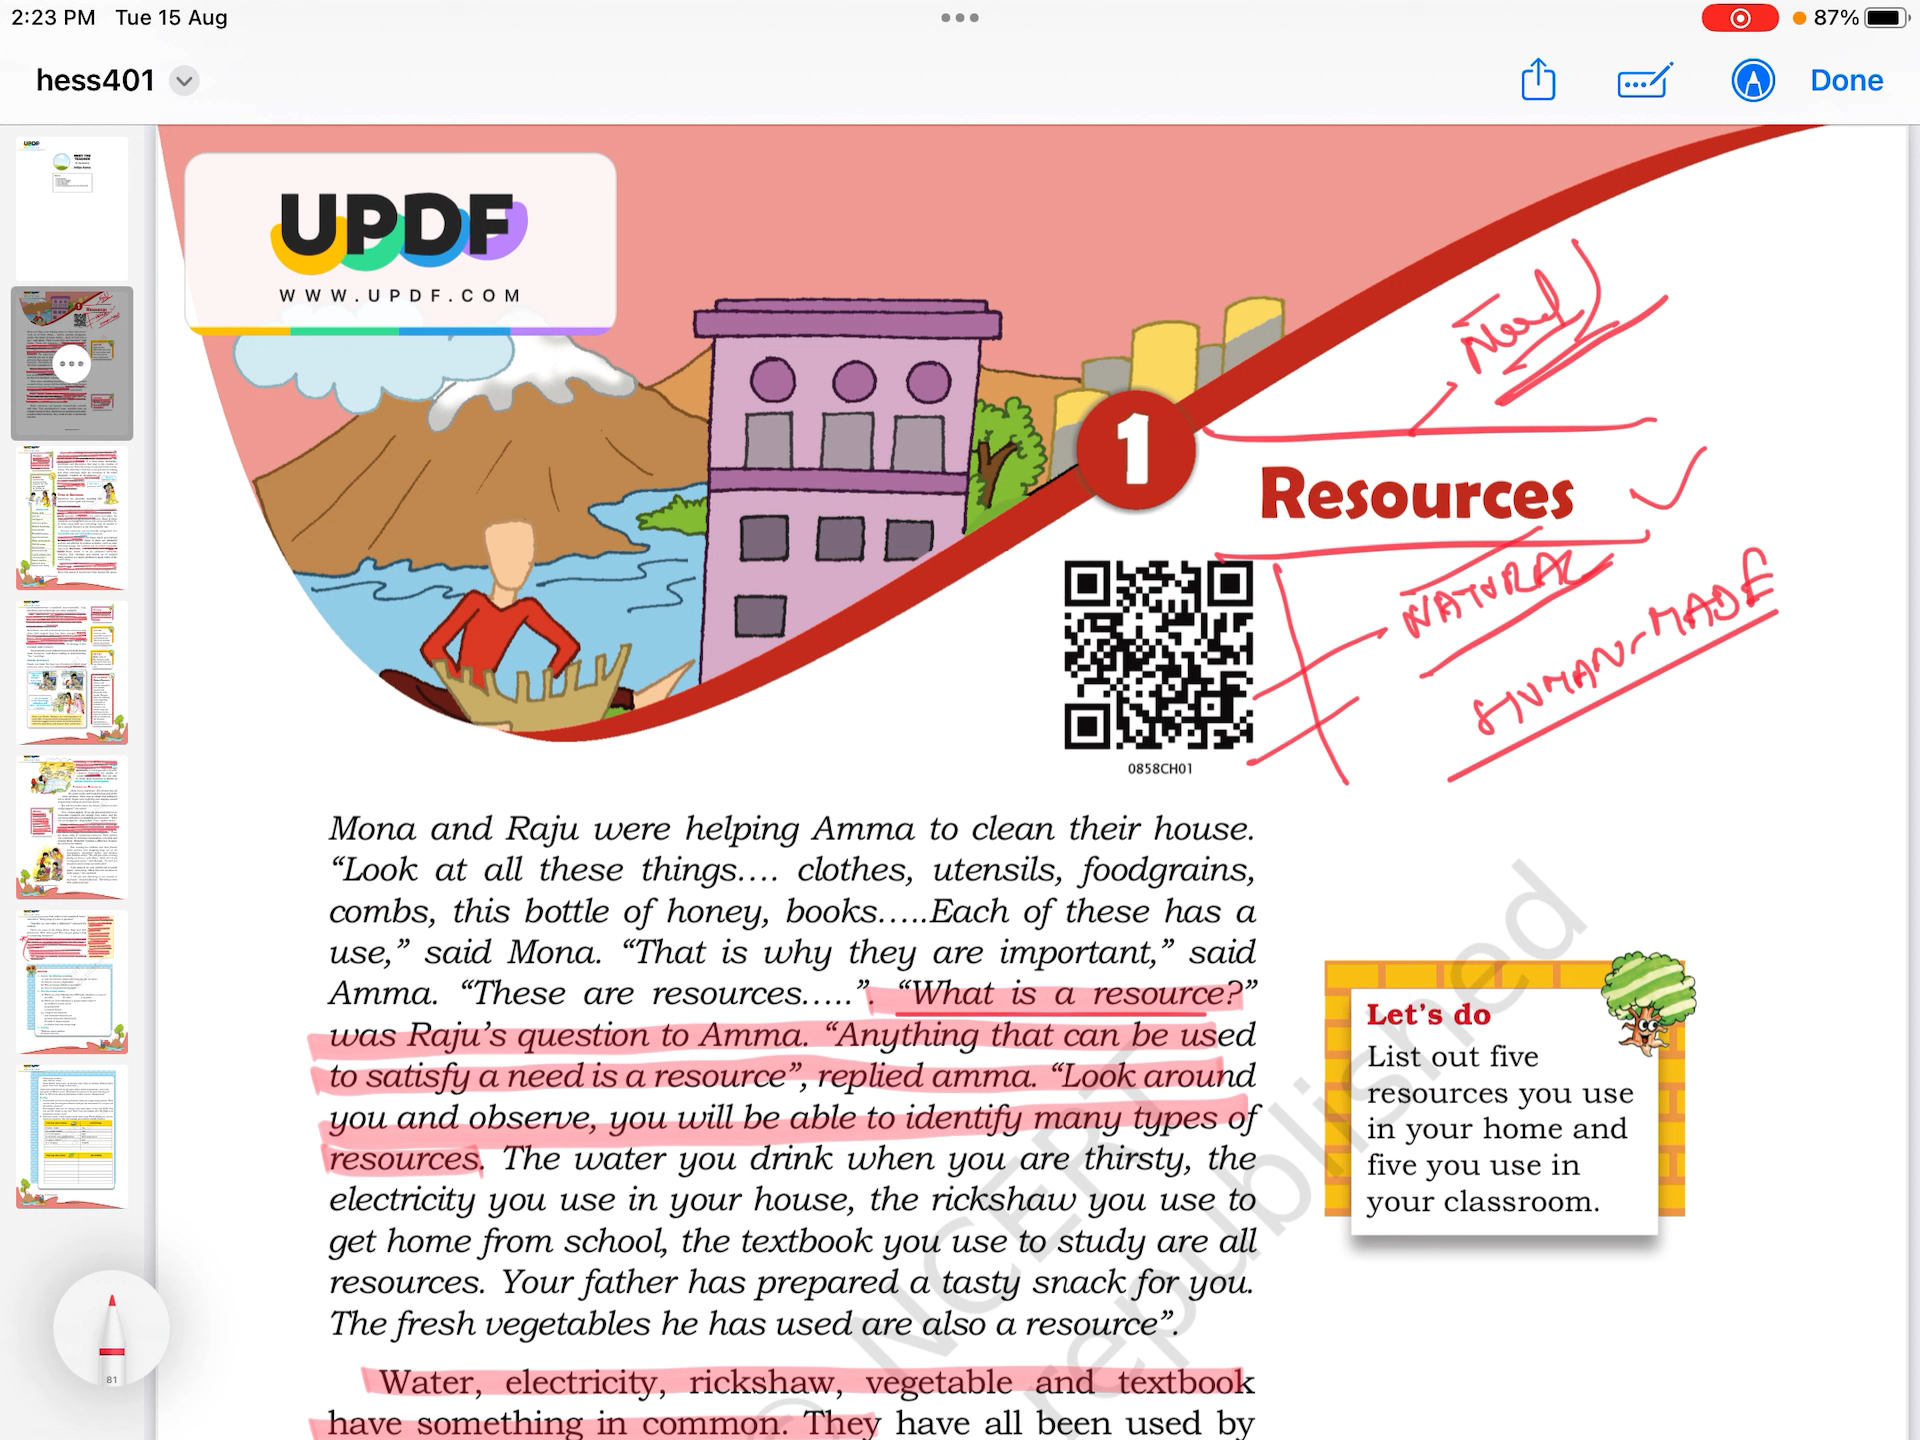 2:23 PM Tue 15 Aug
87%
hess401
Done
UPDF
WWW.UPDF.COM
Need
1
Resources
NATURAL
HUMAN-MADE
0858CH01
Mona and Raju were helping Amma to clean their house.
“Look at all these things.... clothes, utensils, foodgrains,
combs, this bottle of honey, books.....Each of these has a
use,” said Mona. “That is why they are important,” said
Amma. “These are resources.....”. “What is a resource?”
was Raju’s question to Amma. “Anything that can be used
to satisfy a need is a resource”, replied amma. “Look around
you and observe, you will be able to identify many types of
resources. The water you drink when you are thirsty, the
electricity you use in your house, the rickshaw you use to
get home from school, the textbook you use to study are all
resources. Your father has prepared a tasty snack for you.
The fresh vegetables he has used are also a resource”.
Water, electricity, rickshaw, vegetable and textbook
have something in common. They have all been used by
Let’s do
List out five
resources you use
in your home and
five you use in
your classroom.
© NCERT
republished
81